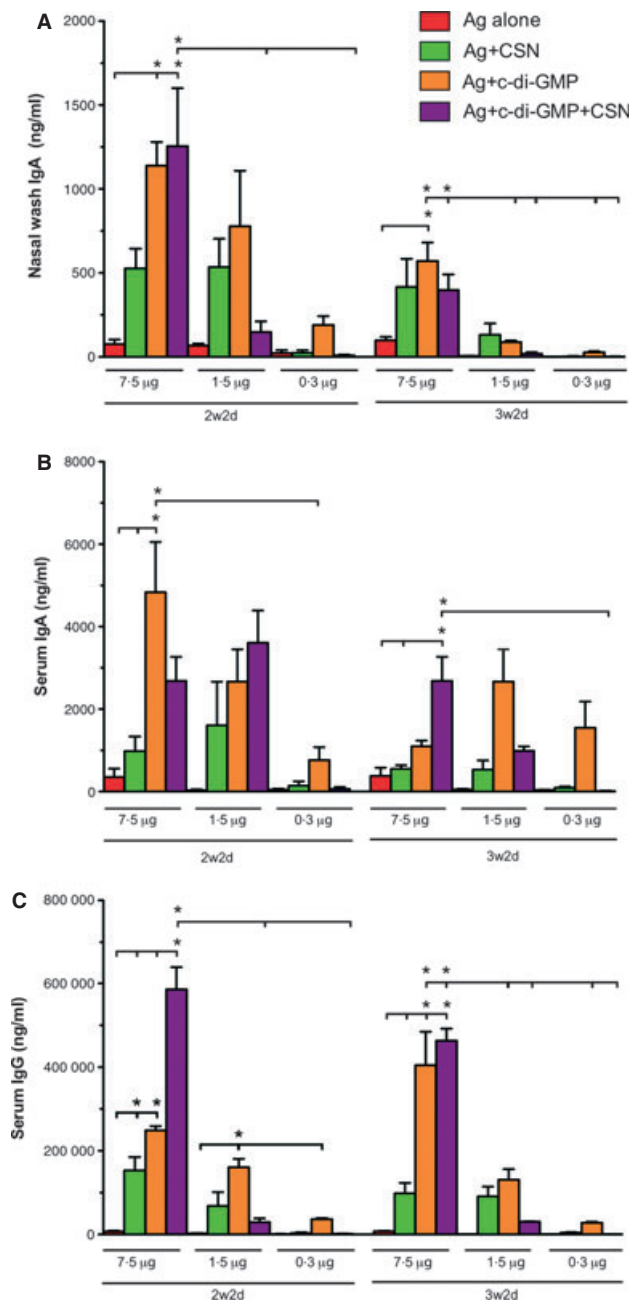 A
Ag alone
Ag+CSN
Ag+c-di-GMP
Ag+c-di-GMP+CSN
Nasal wash IgA (ng/ml)
2000
1750
1500
1250
1000
500
0
* * *
* * *
7·5 µg 1·5 µg 0·3 µg 7·5 µg 1·5 µg 0·3 µg
2w2d 3w2d
B
Serum IgA (ng/ml)
8000
6000
4000
2000
0
* *
* *
7·5 µg 1·5 µg 0·3 µg 7·5 µg 1·5 µg 0·3 µg
2w2d 3w2d
C
Serum IgG (ng/ml)
800 000
600 000
400 000
200 000
0
* *
* * *
* * * *
7·5 µg 1·5 µg 0·3 µg 7·5 µg 1·5 µg 0·3 µg
2w2d 3w2d